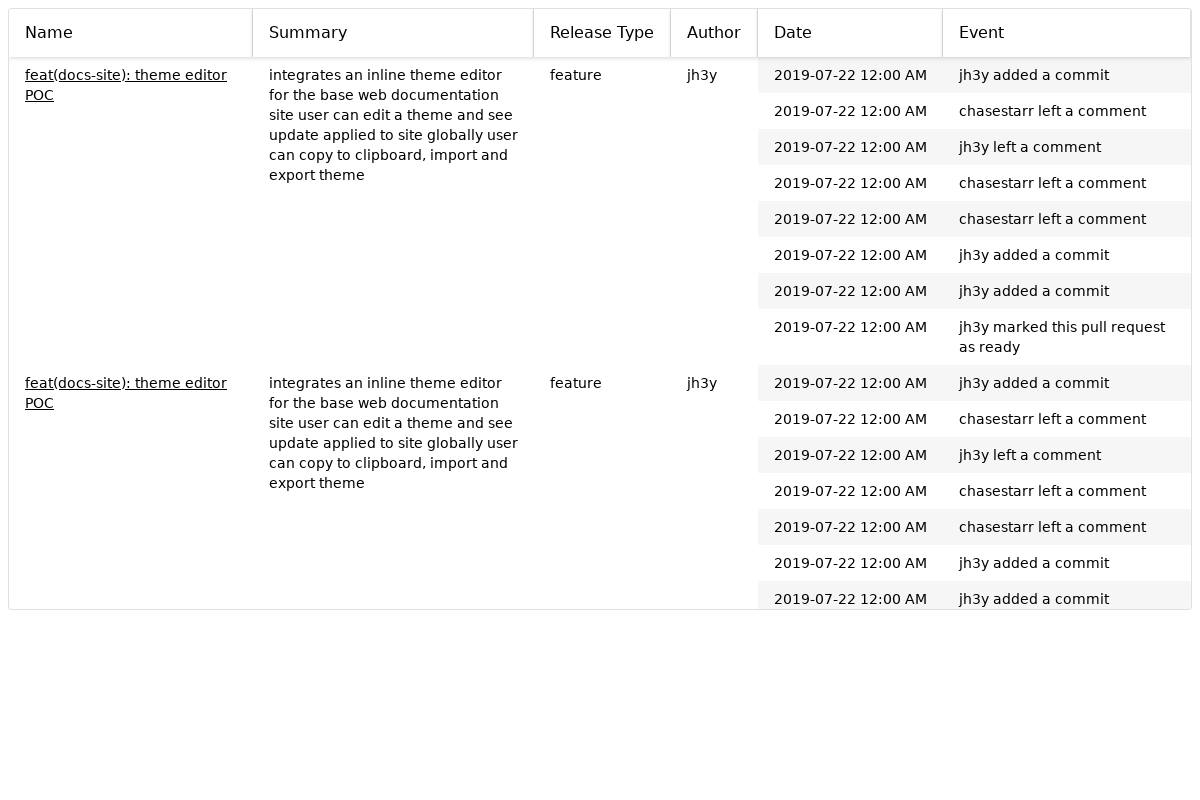 Name Summary Release Type Author Date Event
feat(docs-site): theme editor
POC
integrates an inline theme editor
for the base web documentation
site user can edit a theme and see
update applied to site globally user
can copy to clipboard, import and
export theme
feature
jh3y
2019-07-22 12:00 AM jh3y added a commit
2019-07-22 12:00 AM chasestarr left a comment
2019-07-22 12:00 AM jh3y left a comment
2019-07-22 12:00 AM chasestarr left a comment
2019-07-22 12:00 AM chasestarr left a comment
2019-07-22 12:00 AM jh3y added a commit
2019-07-22 12:00 AM jh3y added a commit
2019-07-22 12:00 AM jh3y marked this pull request
as ready
feat(docs-site): theme editor
POC
integrates an inline theme editor
for the base web documentation
site user can edit a theme and see
update applied to site globally user
can copy to clipboard, import and
export theme
feature
jh3y
2019-07-22 12:00 AM jh3y added a commit
2019-07-22 12:00 AM chasestarr left a comment
2019-07-22 12:00 AM jh3y left a comment
2019-07-22 12:00 AM chasestarr left a comment
2019-07-22 12:00 AM chasestarr left a comment
2019-07-22 12:00 AM jh3y added a commit
2019-07-22 12:00 AM jh3y added a commit